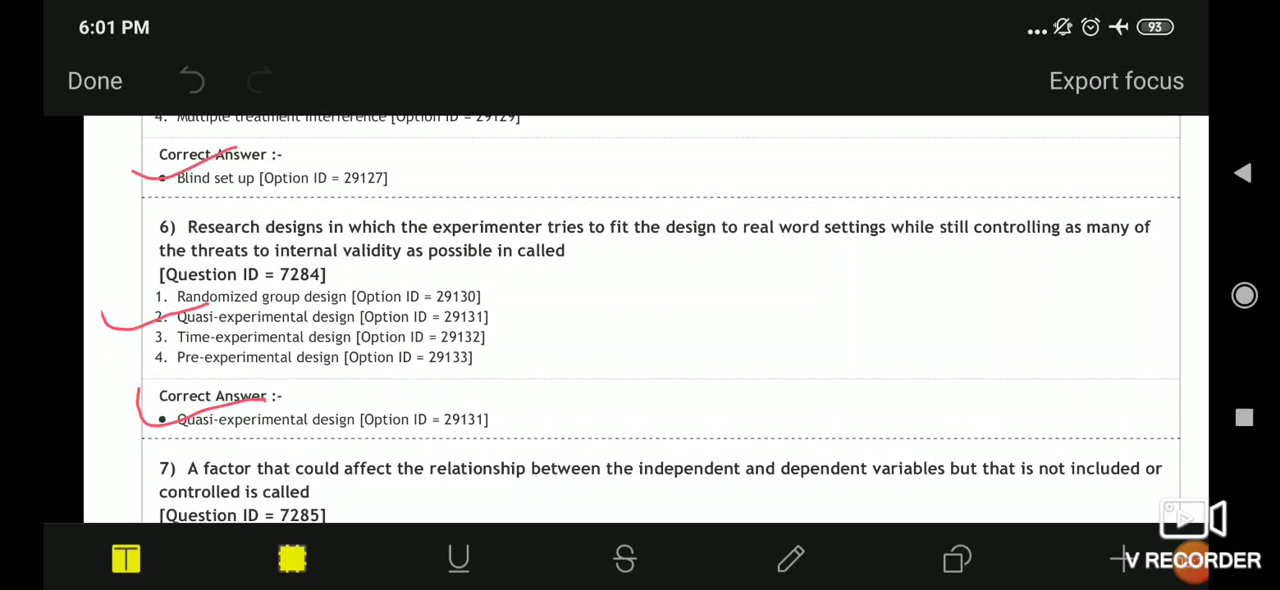 6:01 PM
93
Done
Export focus
4. Multiple treatment interference [Option ID = 29129]
Correct Answer :-
• Blind set up [Option ID = 29127]
6) Research designs in which the experimenter tries to fit the design to real word settings while still controlling as many of
the threats to internal validity as possible in called
[Question ID = 7284]
1. Randomized group design [Option ID = 29130]
2. Quasi-experimental design [Option ID = 29131]
3. Time-experimental design [Option ID = 29132]
4. Pre-experimental design [Option ID = 29133]
Correct Answer :-
• Quasi-experimental design [Option ID = 29131]
7) A factor that could affect the relationship between the independent and dependent variables but that is not included or
controlled is called
[Question ID = 7285]
T
U
S
V RECORDER